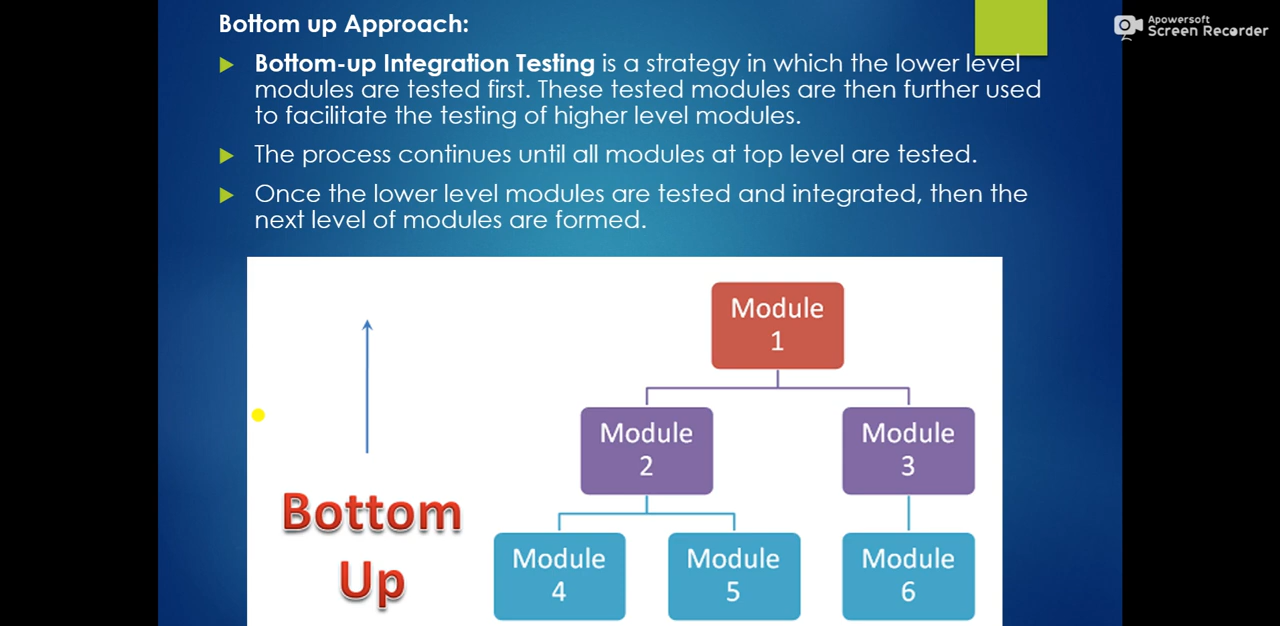 Bottom up Approach:
Apowersoft
Screen Recorder
Bottom-up Integration Testing is a strategy in which the lower level
modules are tested first. These tested modules are then further used
to facilitate the testing of higher level modules.
The process continues until all modules at top level are tested.
Once the lower level modules are tested and integrated, then the
next level of modules are formed.
Module
1
Module
2
Module
3
Bottom
Up
Module
4
Module
5
Module
6